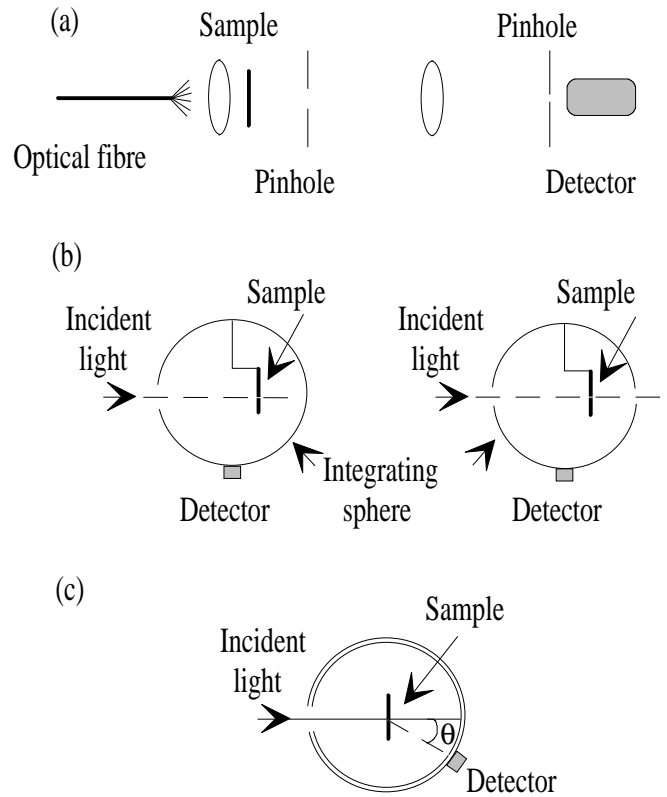 (a)
Sample
Pinhole
Optical fibre
Pinhole
Detector
(b)
Sample
Incident
light
Detector
Integrating
sphere
Sample
Incident
light
Detector
(c)
Sample
Incident
light
θ
Detector